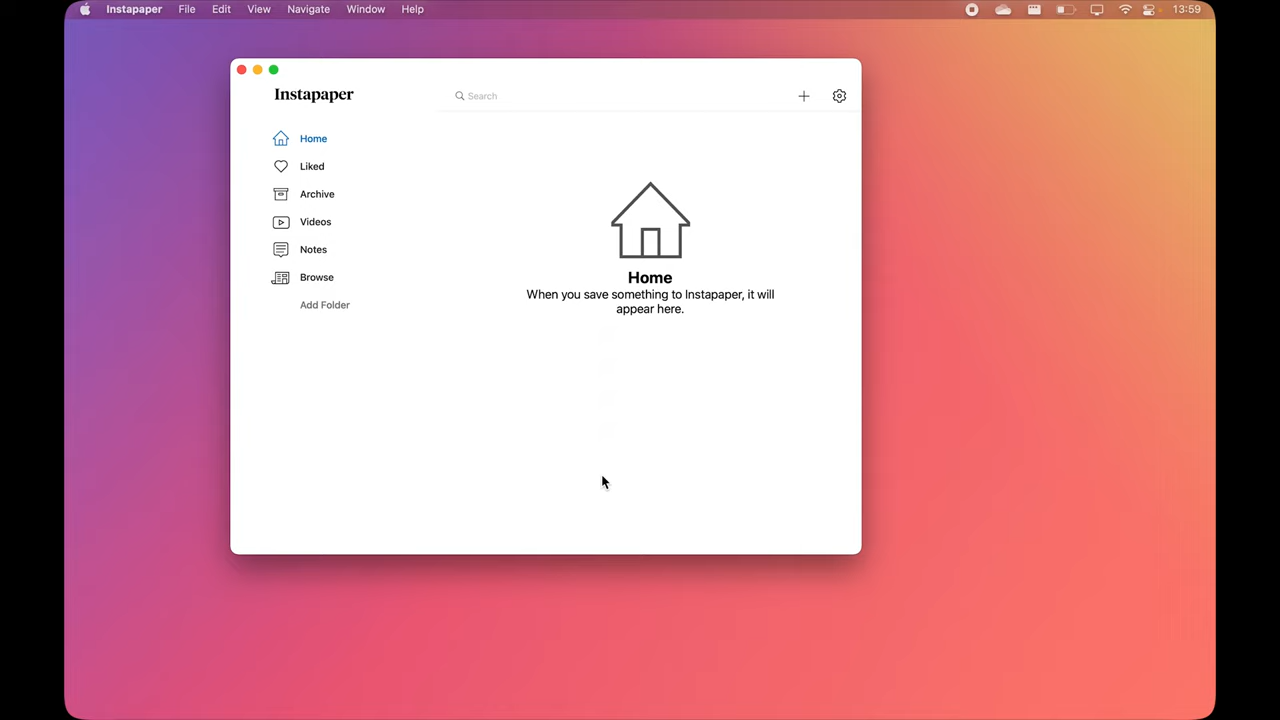 Instapaper File Edit View Navigate Window Help 13:59
Instapaper
Search
Home
Liked
Archive
Videos
Notes
Browse
Add Folder
Home
When you save something to Instapaper, it will
appear here.